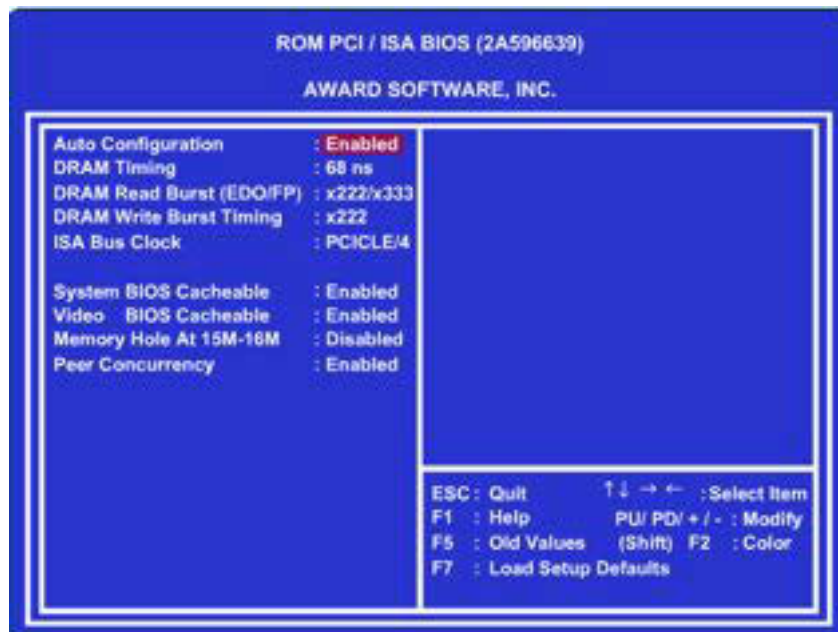 ROM PCI / ISA BIOS (2A596639)
AWARD SOFTWARE, INC.
Auto Configuration : Enabled
DRAM Timing : 68 ns
DRAM Read Burst (EDO/FP) : x222/x333
DRAM Write Burst Timing : x222
ISA Bus Clock : PCICLE/4
System BIOS Cacheable : Enabled
Video BIOS Cacheable : Enabled
Memory Hole At 15M-16M : Disabled
Peer Concurrency : Enabled
ESC : Quit ↑↓ → ← : Select Item
F1 : Help PU/ PD/ + / - : Modify
F5 : Old Values (Shift) F2 : Color
F7 : Load Setup Defaults